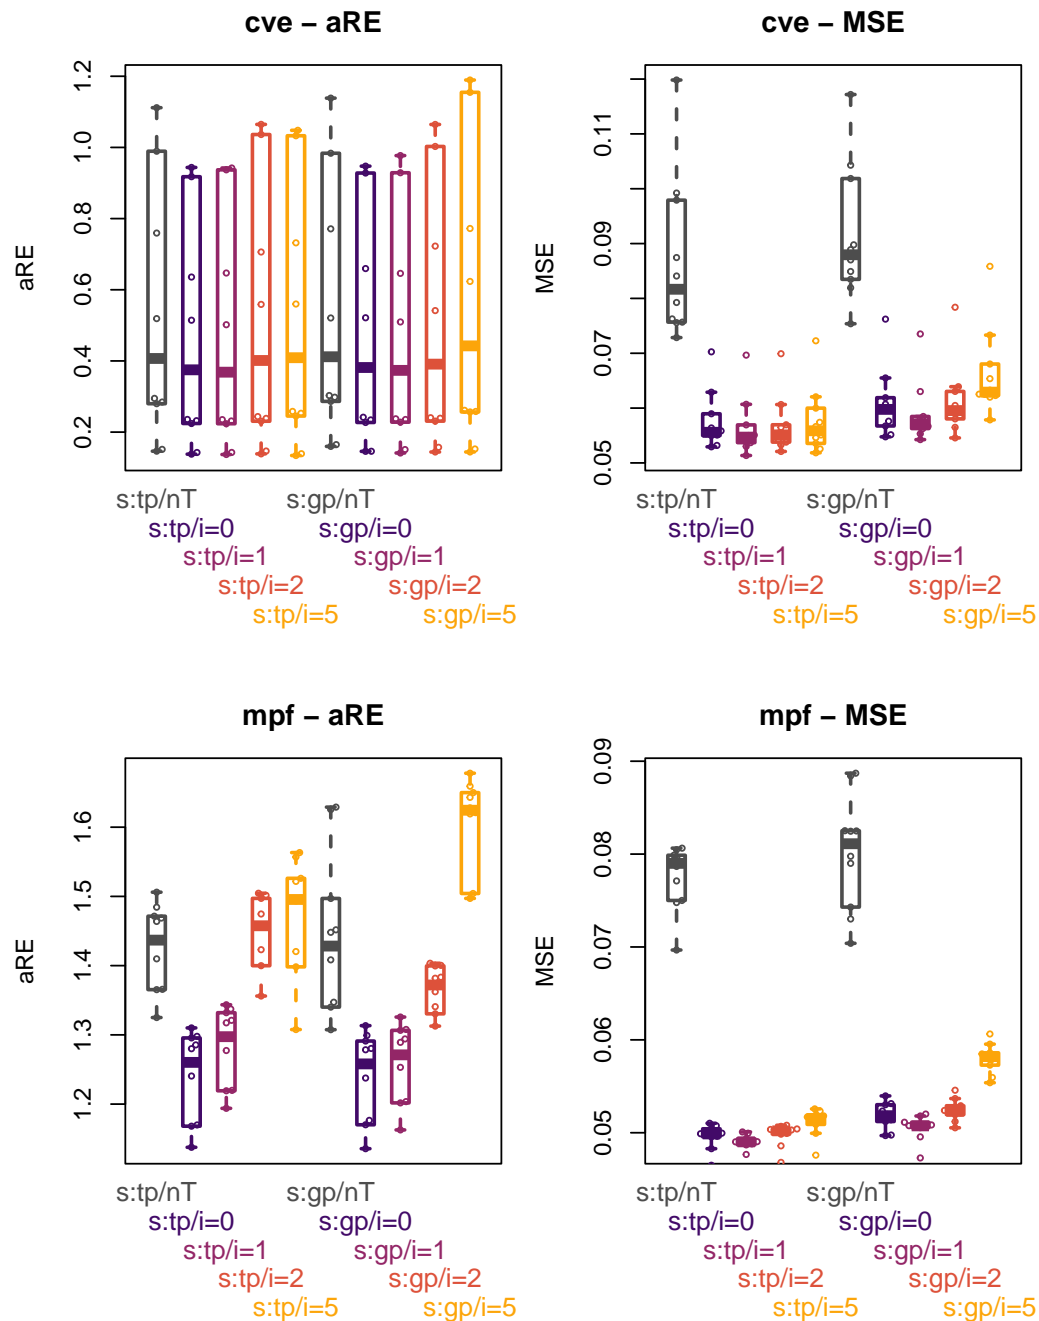 cve – aRE
cve – MSE
aRE
1.2
1.0
0.8
0.6
0.4
0.2
MSE
0.11
0.09
0.07
0.05
s:tp/nT
s:gp/nT
s:tp/i=0
s:gp/i=0
s:tp/i=1
s:gp/i=1
s:tp/i=2
s:gp/i=2
s:tp/i=5
s:gp/i=5
s:tp/nT
s:gp/nT
s:tp/i=0
s:gp/i=0
s:tp/i=1
s:gp/i=1
s:tp/i=2
s:gp/i=2
s:tp/i=5
s:gp/i=5
mpf – aRE
mpf – MSE
aRE
1.6
1.5
1.4
1.3
1.2
MSE
0.09
0.08
0.07
0.06
0.05
s:tp/nT
s:gp/nT
s:tp/i=0
s:gp/i=0
s:tp/i=1
s:gp/i=1
s:tp/i=2
s:gp/i=2
s:tp/i=5
s:gp/i=5
s:tp/nT
s:gp/nT
s:tp/i=0
s:gp/i=0
s:tp/i=1
s:gp/i=1
s:tp/i=2
s:gp/i=2
s:tp/i=5
s:gp/i=5